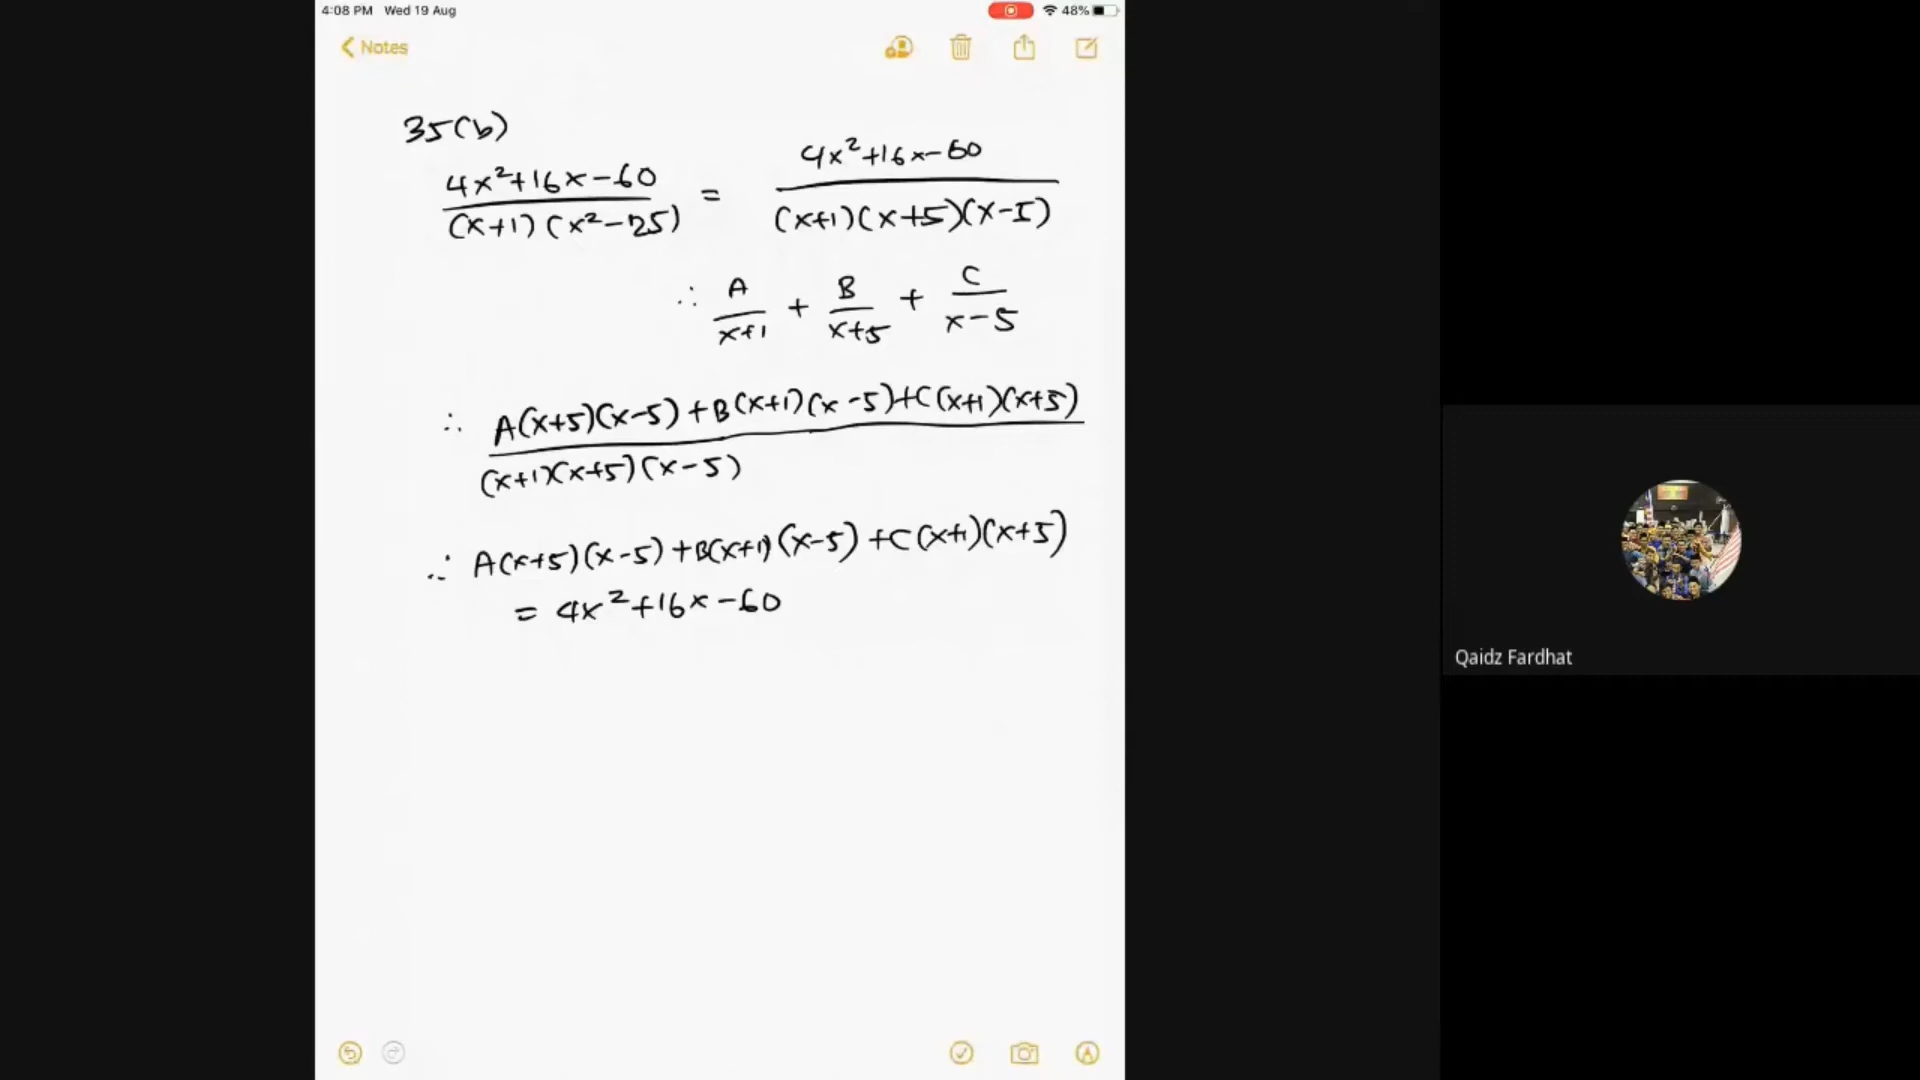 4:08 PM Wed 19 Aug
48%
Notes
35(b)
4x²+16x-60 / (x+1)(x²-25) = 4x²+16x-60 / (x+1)(x+5)(x-5)
∴ A/x+1 + B/x+5 + C/x-5
∴ A(x+5)(x-5)+B(x+1)(x-5)+C(x+1)(x+5)
(x+1)(x+5)(x-5)
∴ A(x+5)(x-5)+B(x+1)(x-5)+C(x+1)(x+5)
= 4x²+16x-60
Qaidz Fardhat